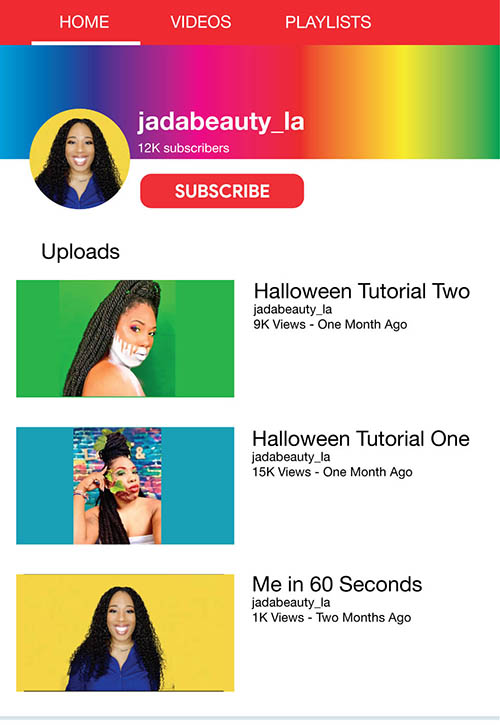 HOME VIDEOS PLAYLISTS
jadabeauty_la
12K subscribers
SUBSCRIBE
Uploads
Halloween Tutorial Two
jadabeauty_la
9K Views - One Month Ago
Halloween Tutorial One
jadabeauty_la
15K Views - One Month Ago
Me in 60 Seconds
jadabeauty_la
1K Views - Two Months Ago